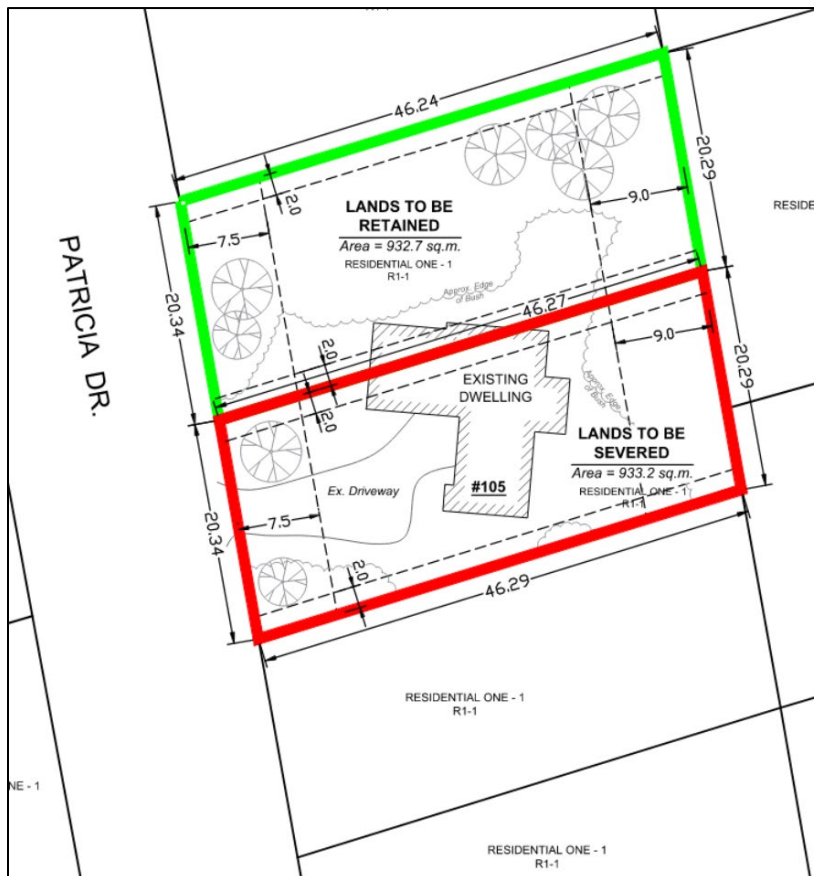 46.24
20.29
2.0
LANDS TO BE
RETAINED
Area = 932.7 sq.m.
RESIDENTIAL ONE - 1
R1-1
7.5
9.0
RESIDE
PATRICIA DR.
20.34
Approx. Edge
of Bush
46.27
9.0
20.29
2.0
2.0
EXISTING
DWELLING
Approx. Edge
of Bush
LANDS TO BE
SEVERED
Area = 933.2 sq.m.
RESIDENTIAL ONE - 1
R1-1
#105
Ex. Driveway
7.5
20.34
2.0
46.29
RESIDENTIAL ONE - 1
R1-1
NE - 1
RESIDENTIAL ONE - 1
R1-1